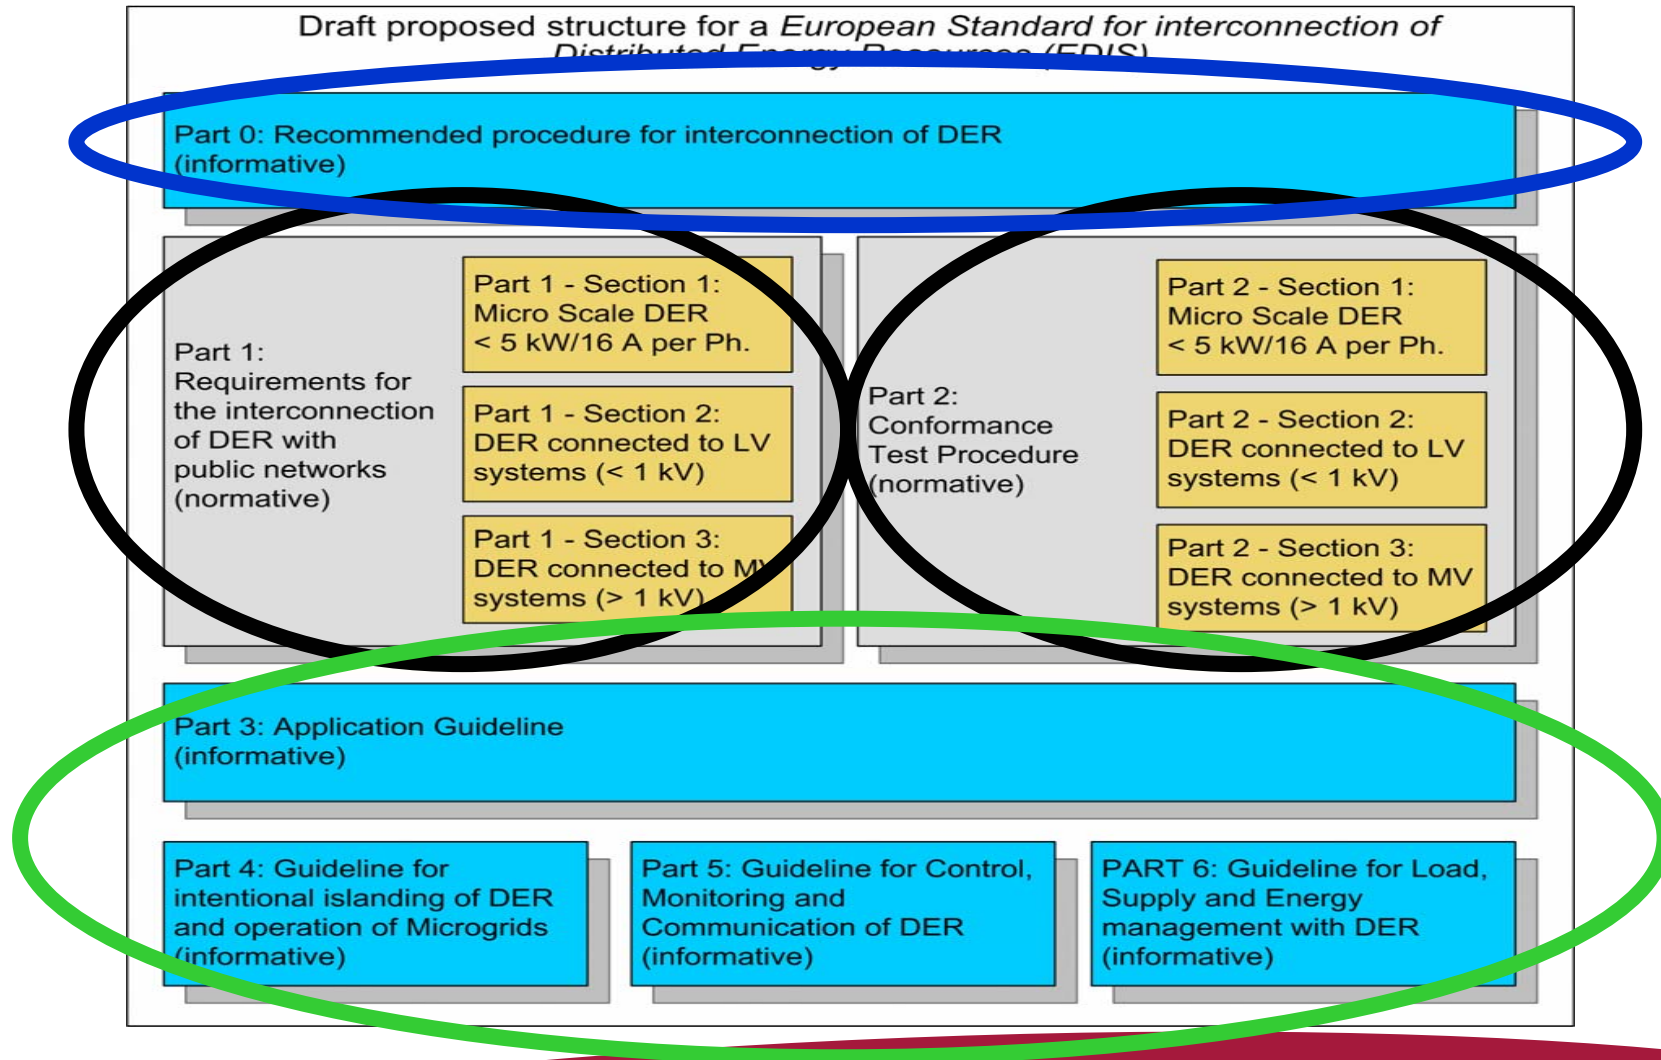 Draft proposed structure for a European Standard for interconnection of
Distributed Energy Resources (EDIS)
Part 0: Recommended procedure for interconnection of DER
(informative)
Part 1:
Requirements for
the interconnection
of DER with
public networks
(normative)
Part 1 - Section 1:
Micro Scale DER
< 5 kW/16 A per Ph.
Part 1 - Section 2:
DER connected to LV
systems (< 1 kV)
Part 1 - Section 3:
DER connected to MV
systems (> 1 kV)
Part 2:
Conformance
Test Procedure
(normative)
Part 2 - Section 1:
Micro Scale DER
< 5 kW/16 A per Ph.
Part 2 - Section 2:
DER connected to LV
systems (< 1 kV)
Part 2 - Section 3:
DER connected to MV
systems (> 1 kV)
Part 3: Application Guideline
(informative)
Part 4: Guideline for
intentional islanding of DER
and operation of Microgrids
(informative)
Part 5: Guideline for Control,
Monitoring and
Communication of DER
(informative)
PART 6: Guideline for Load,
Supply and Energy
management with DER
(informative)